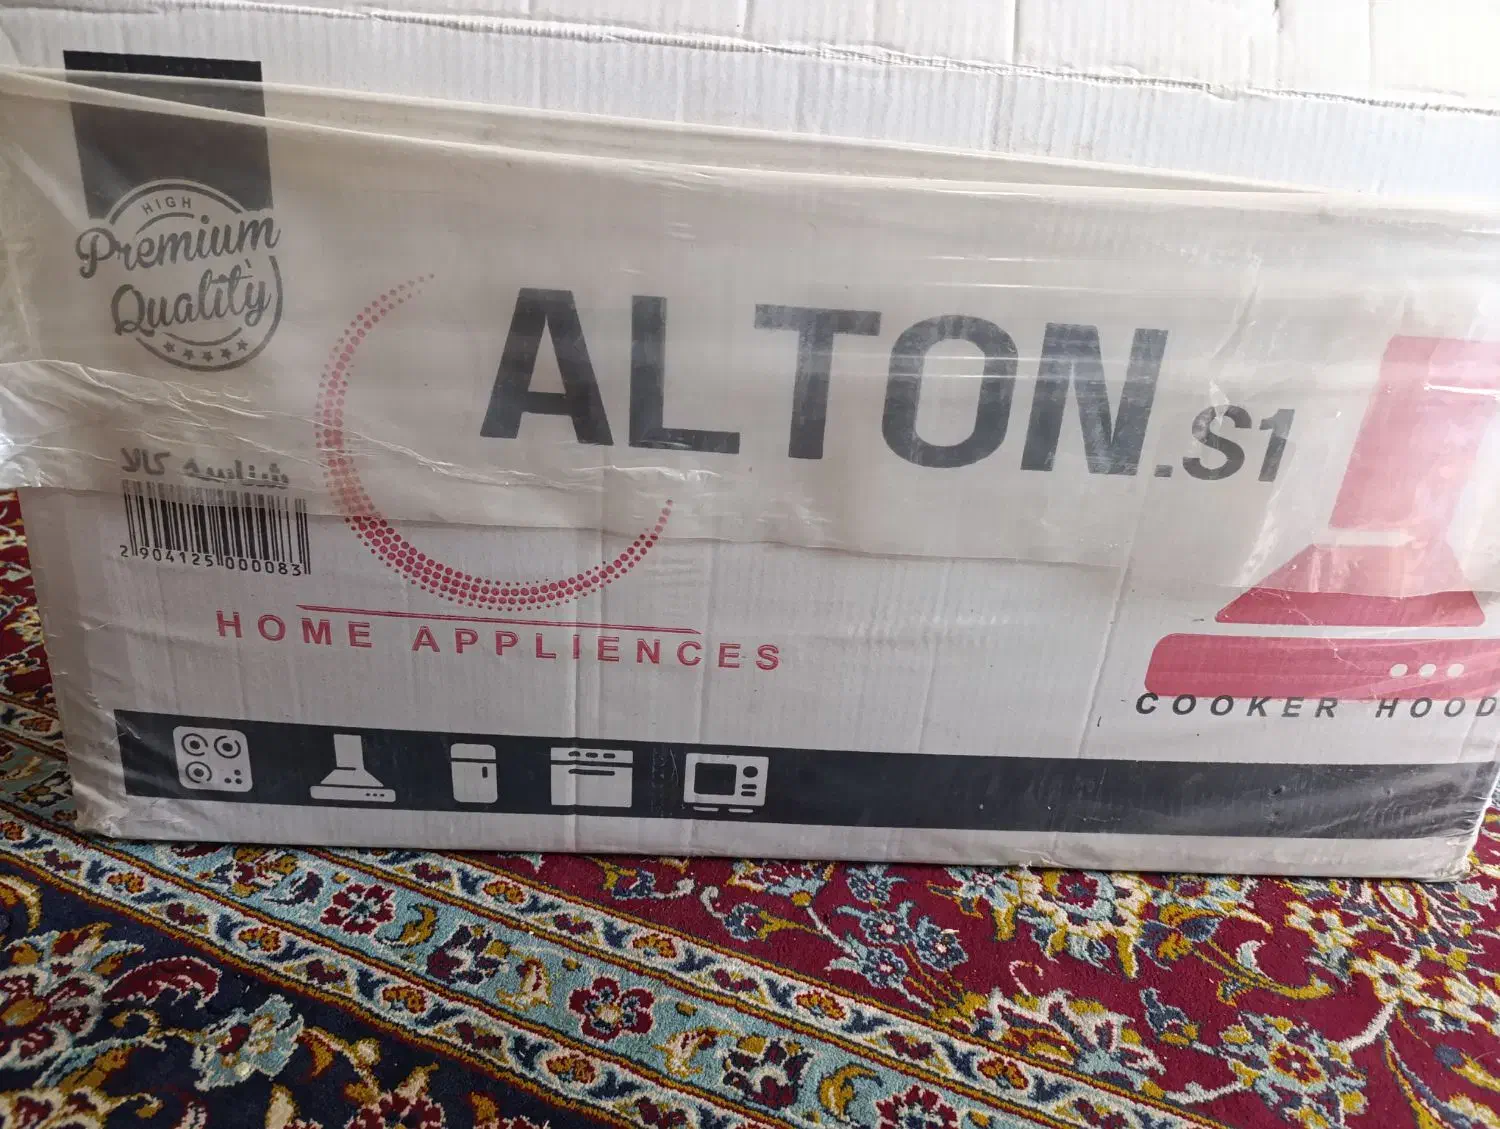 HIGH
Premium
Quality
ALTON.S1
شناسه کالا
2904125000083
HOME APPLIENCES
COOKER HOOD